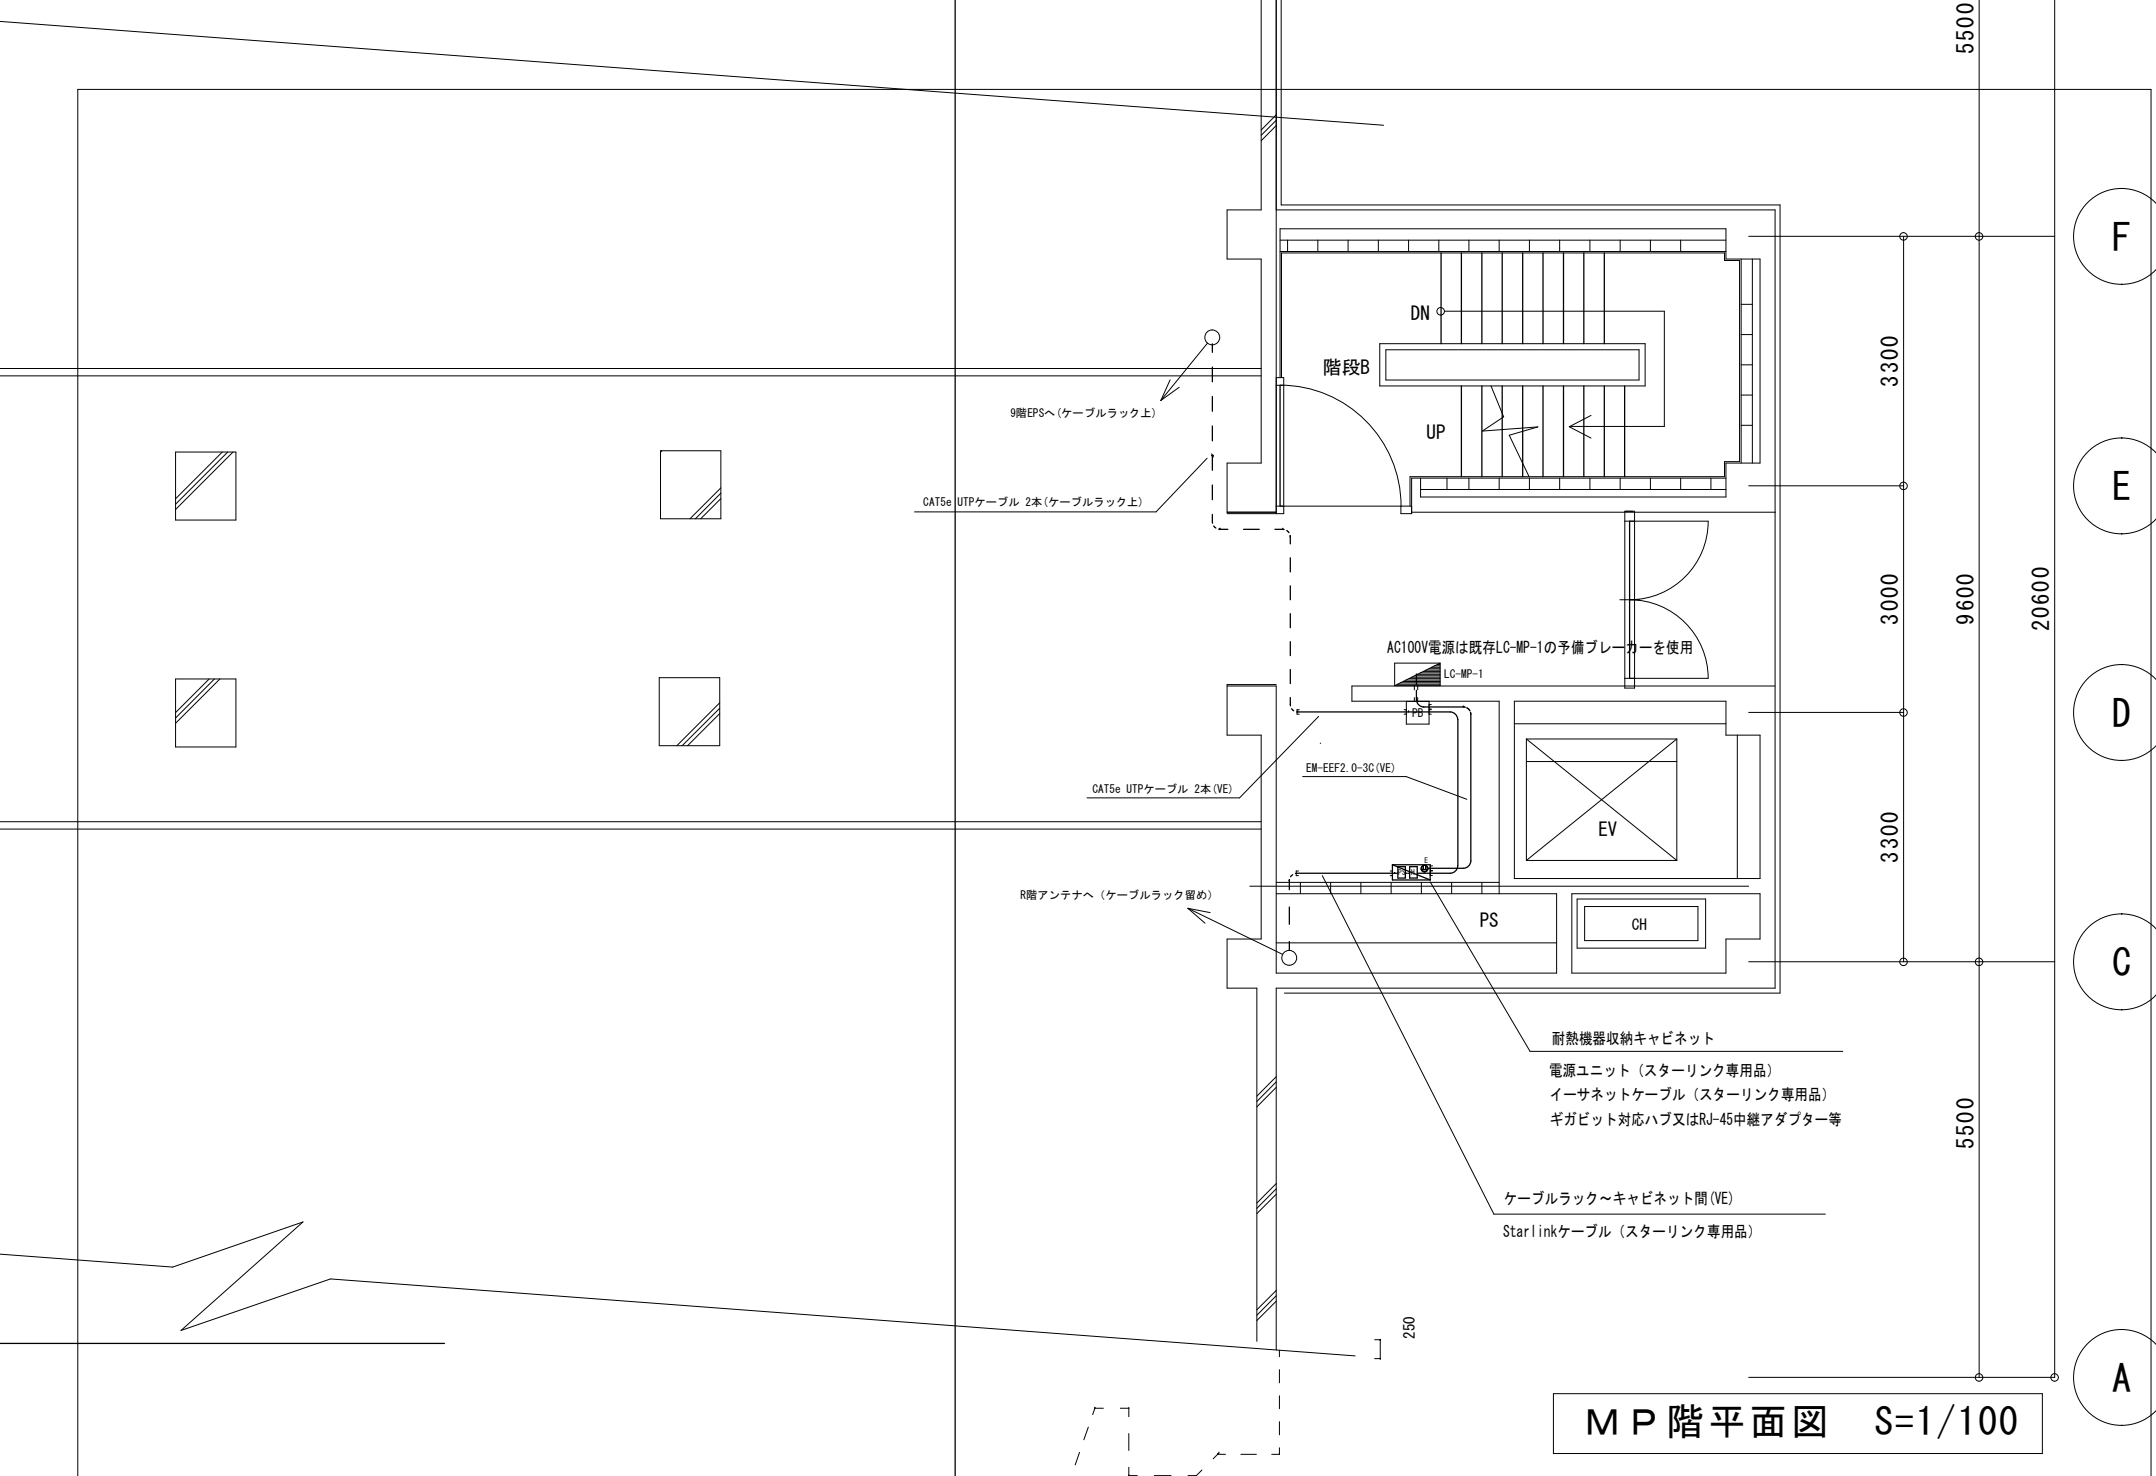 5500
F
DN
階段B
3300
9階EPSへ(ケーブルラック上)
UP
E
CAT5e UTPケーブル 2本(ケーブルラック上)
3000
9600
20600
AC100V電源は既存LC-MP-1の予備ブレーカーを使用
LC-MP-1
PB
D
EM-EEF2.0-3C(VE)
CAT5e UTPケーブル 2本(VE)
EV
3300
E
R階アンテナへ (ケーブルラック留め)
PS
CH
C
耐熱機器収納キャビネット
電源ユニット (スターリンク専用品)
イーサネットケーブル (スターリンク専用品)
ギガビット対応ハブ又はRJ-45中継アダプター等
5500
ケーブルラック～キャビネット間(VE)
Starlinkケーブル (スターリンク専用品)
250
A
ＭＰ階平面図 S=1/100